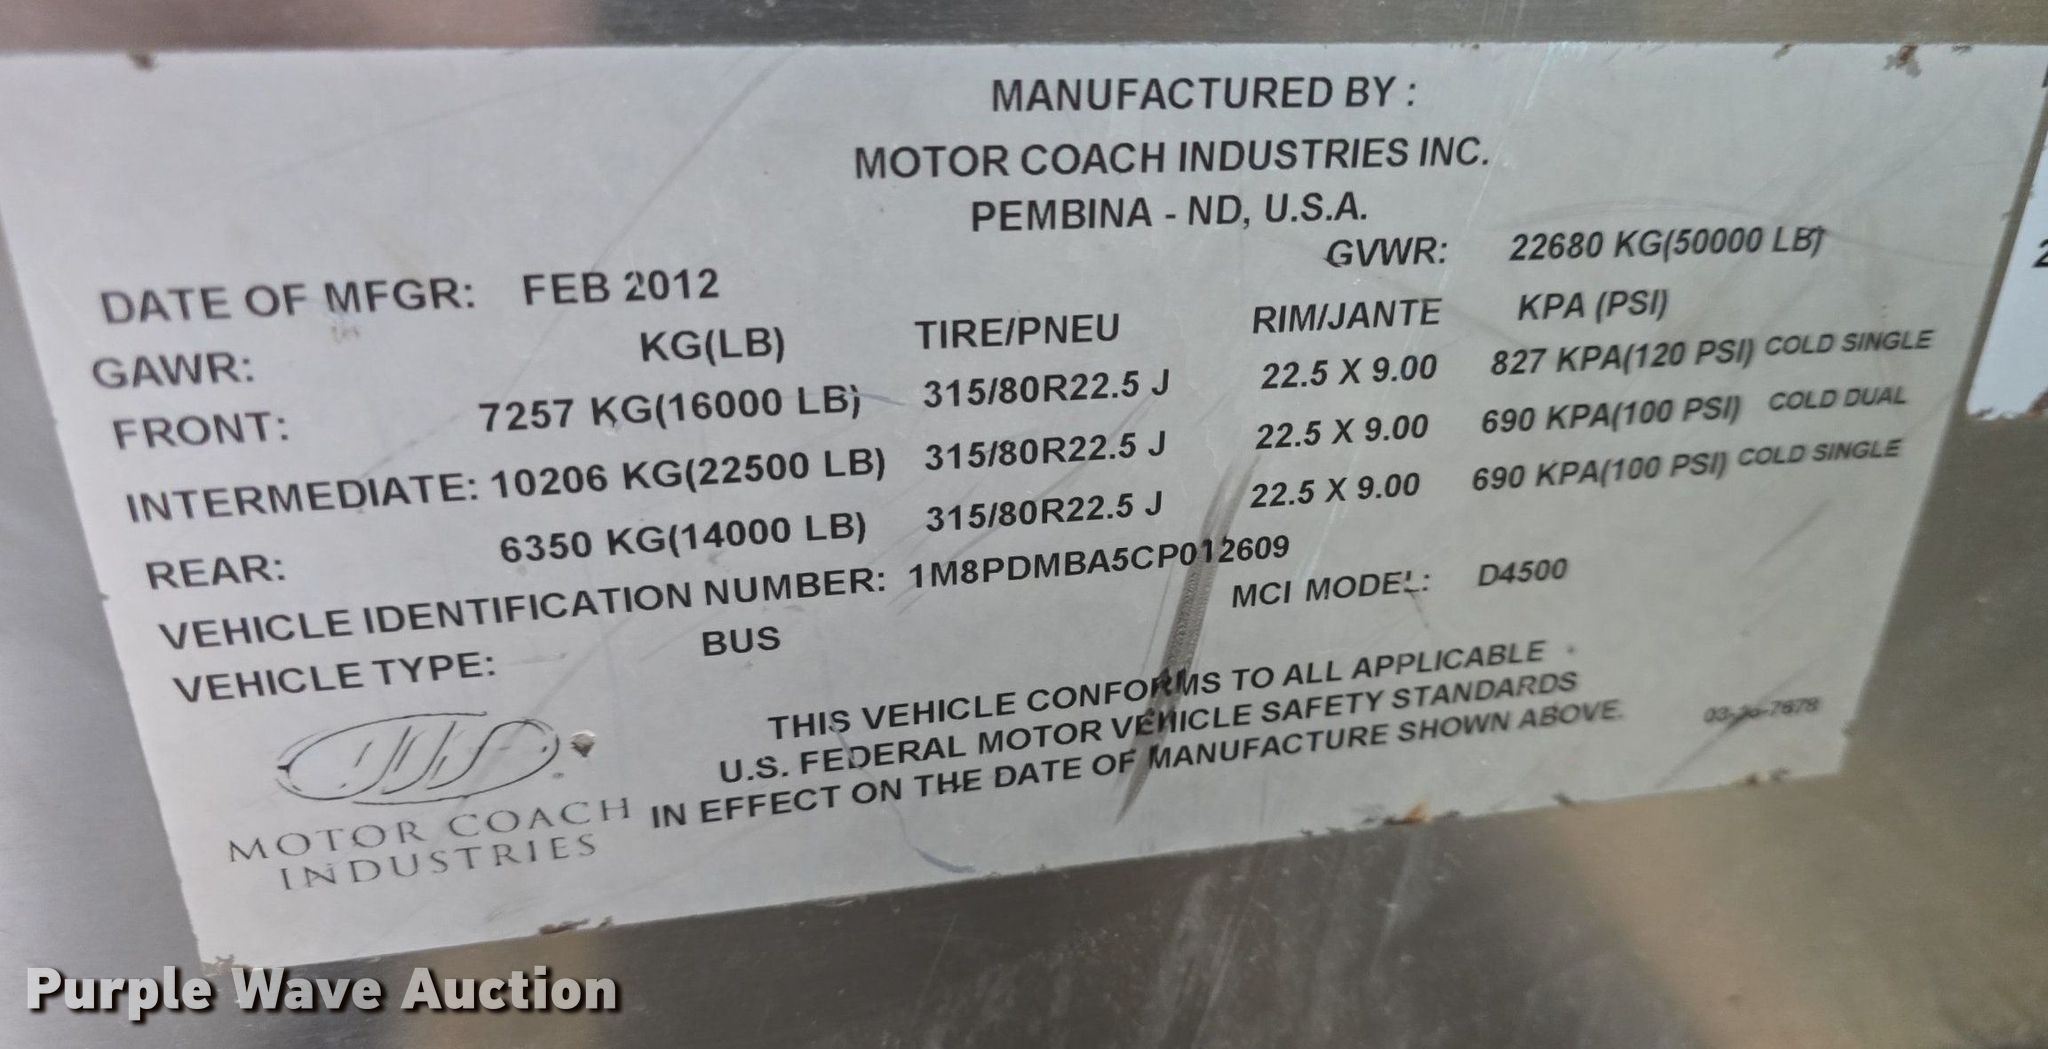 MANUFACTURED BY :
MOTOR COACH INDUSTRIES INC.
PEMBINA - ND, U.S.A.
DATE OF MFGR: FEB 2012 GVWR: 22680 KG(50000 LB)
GAWR: KG(LB) TIRE/PNEU RIM/JANTE KPA (PSI)
FRONT: 7257 KG(16000 LB) 315/80R22.5 J 22.5 X 9.00 827 KPA(120 PSI) COLD SINGLE
INTERMEDIATE: 10206 KG(22500 LB) 315/80R22.5 J 22.5 X 9.00 690 KPA(100 PSI) COLD DUAL
REAR: 6350 KG(14000 LB) 315/80R22.5 J 22.5 X 9.00 690 KPA(100 PSI) COLD SINGLE
VEHICLE IDENTIFICATION NUMBER: 1M8PDMBA5CP012609
VEHICLE TYPE: BUS MCI MODEL: D4500
THIS VEHICLE CONFORMS TO ALL APPLICABLE
U.S. FEDERAL MOTOR VEHICLE SAFETY STANDARDS
IN EFFECT ON THE DATE OF MANUFACTURE SHOWN ABOVE.
MOTOR COACH
INDUSTRIES
Purple Wave Auction